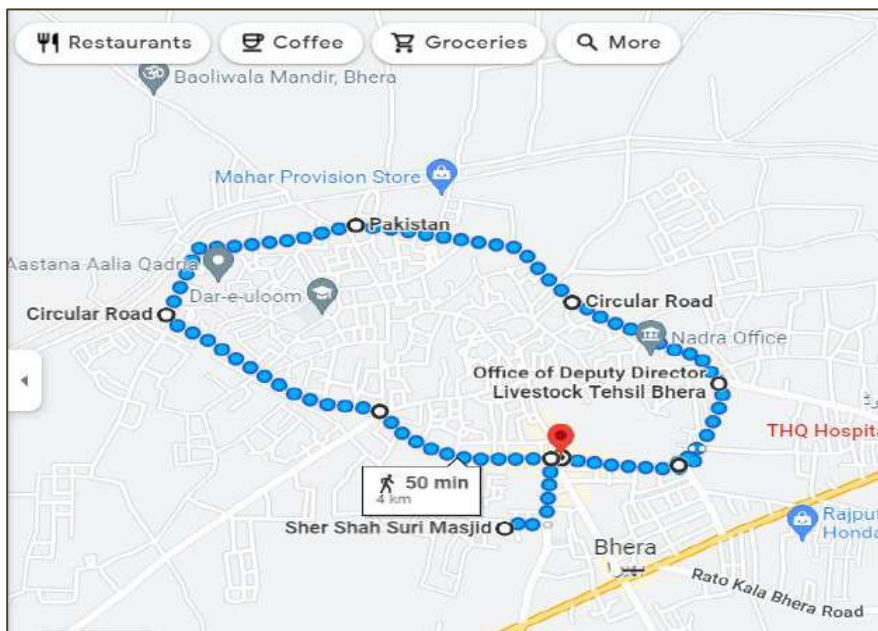 Restaurants
Coffee
Groceries
More
Baoliwala Mandir, Bhera
Mahar Provision Store
Pakistan
Aastana Aalia Qadria
Dar-e-uloom
Circular Road
Circular Road
Nadra Office
Office of Deputy Director
Livestock Tehsil Bhera
THQ Hospita
50 min
4 km
Sher Shah Suri Masjid
Rajput
Honda
Bhera
Rato Kala Bhera Road